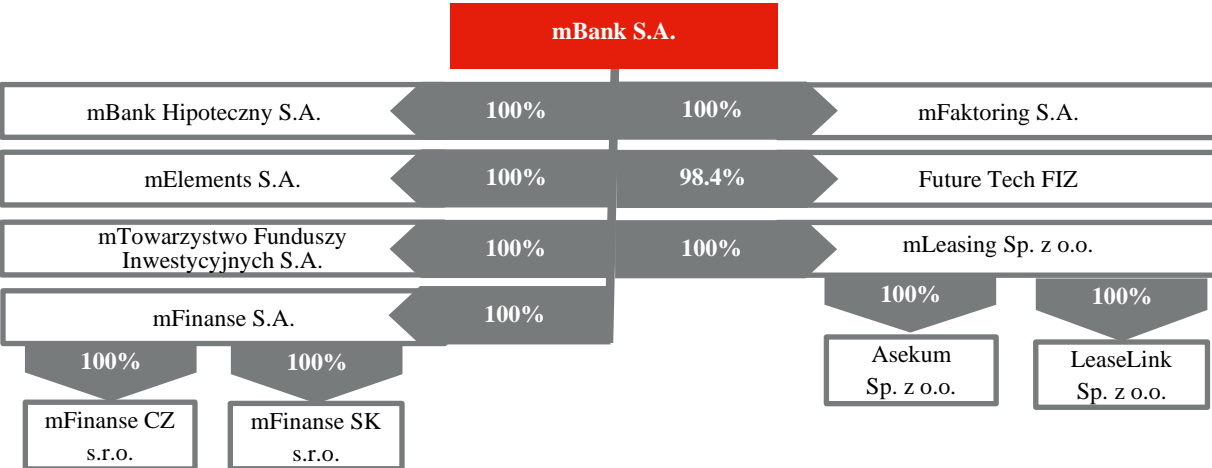 mBank S.A.
mBank Hipoteczny S.A.
100%
100%
mFaktoring S.A.
mElements S.A.
100%
98.4%
Future Tech FIZ
mTowarzystwo Funduszy
Inwestycyjnych S.A.
100%
100%
mLeasing Sp. z o.o.
mFinanse S.A.
100%
100%
100%
100%
100%
Asekum
Sp. z o.o.
LeaseLink
Sp. z o.o.
mFinanse CZ
s.r.o.
mFinanse SK
s.r.o.